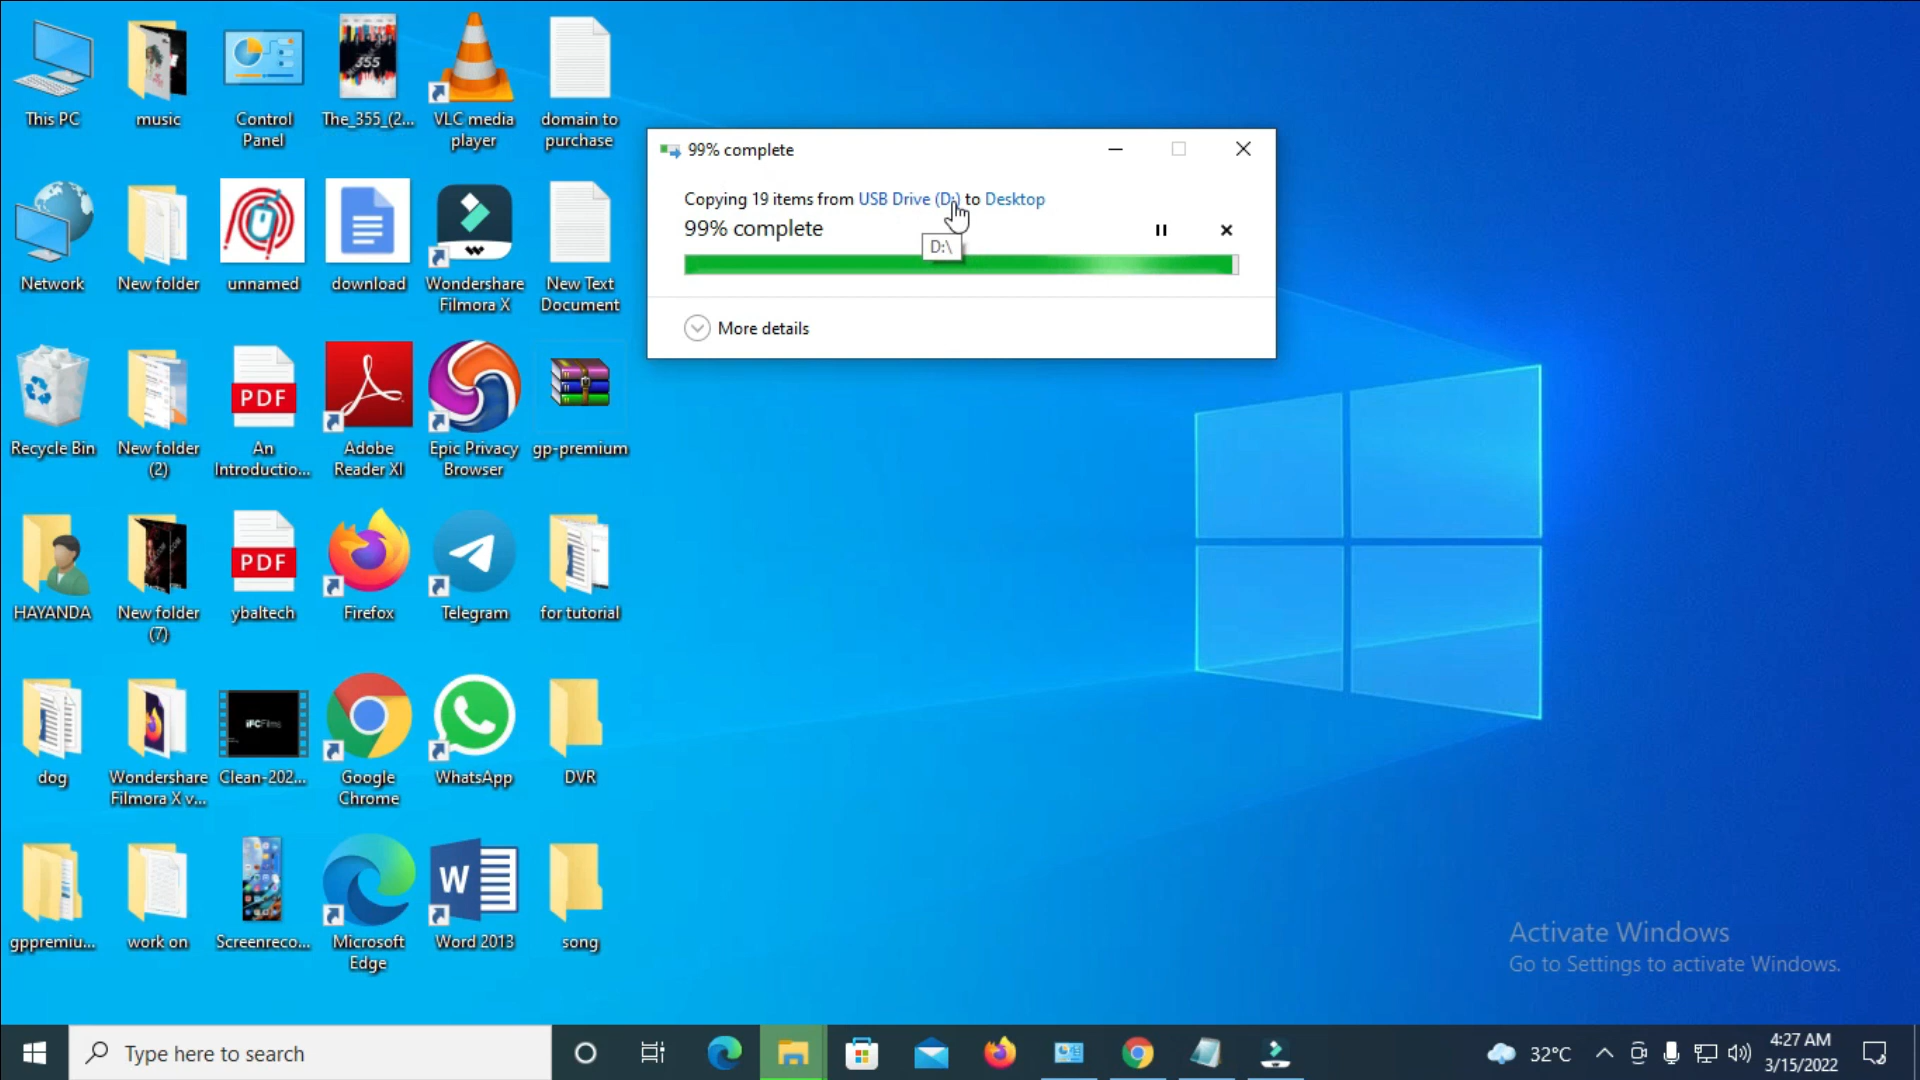 This PC
music
Control
Panel
The_355_(2...
VLC media
player
domain to
purchase
355
Network
New folder
unnamed
download
Wondershare
Filmora X
New Text
Document
Recycle Bin
New folder
(2)
PDF
An
Introductio...
Adobe
Reader XI
Epic Privacy
Browser
gp-premium
HAYANDA
New folder
(7)
PDF
ybaltech
Firefox
Telegram
for tutorial
dog
Wondershare
Filmora X v...
iFCFilms
Clean-202...
Google
Chrome
WhatsApp
DVR
gppremiu...
work on
Screenreco...
Microsoft
Edge
W
Word 2013
song
99% complete
Copying 19 items from USB Drive (D:) to Desktop
99% complete
D:\
More details
Activate Windows
Go to Settings to activate Windows.
Type here to search
32°C
4:27 AM
3/15/2022